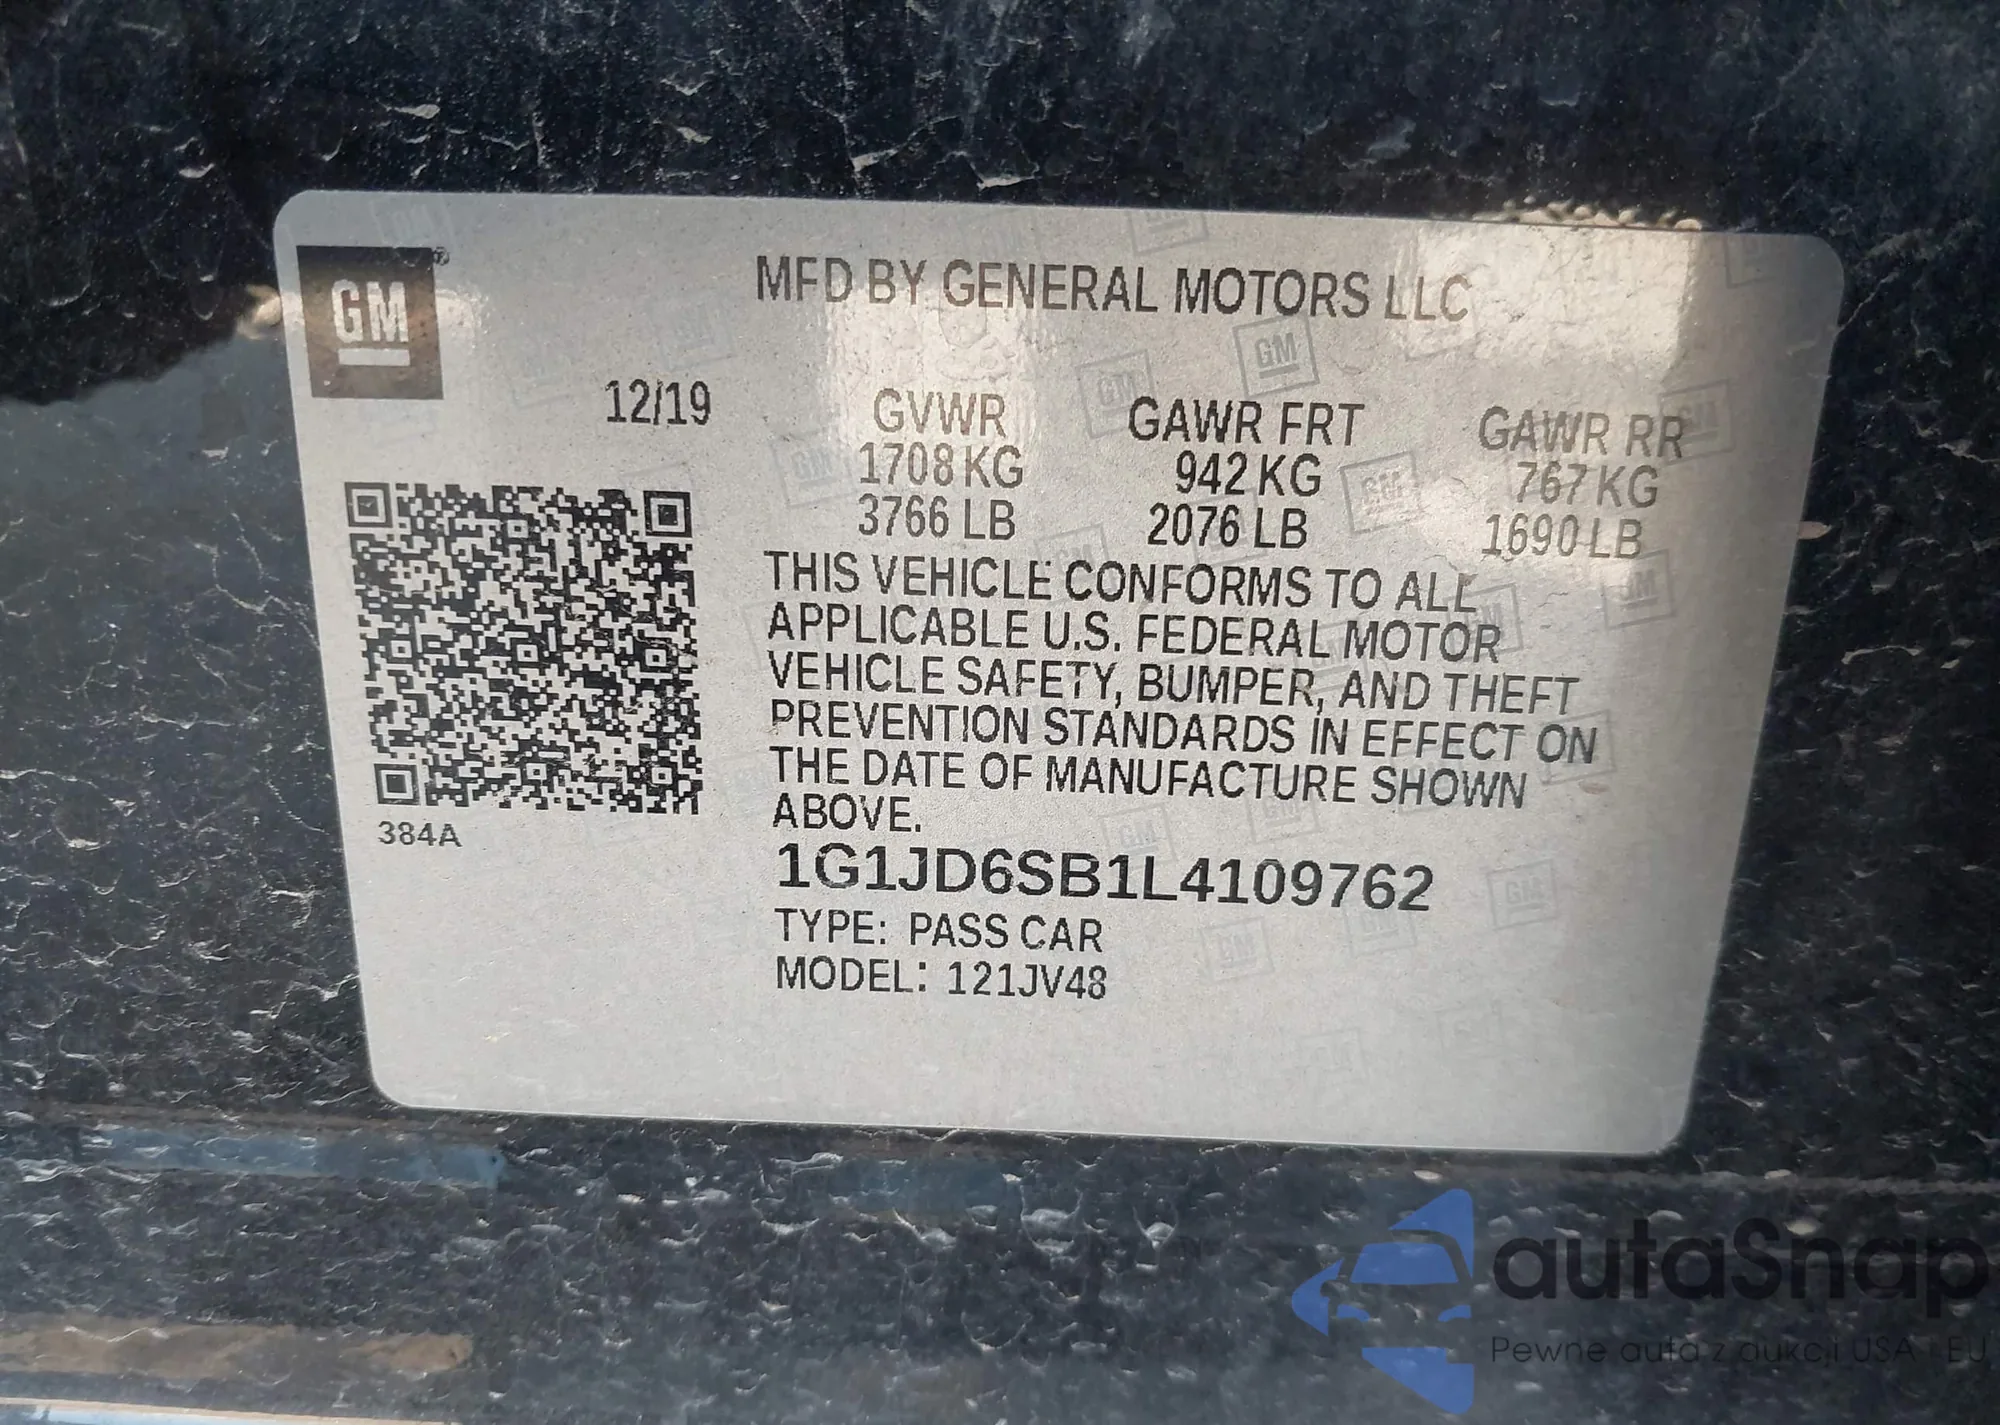 GM
MFD BY GENERAL MOTORS LLC
12/19 GVWR GAWR FRT GAWR RR
1708 KG 942 KG 767 KG
3766 LB 2076 LB 1690 LB
THIS VEHICLE CONFORMS TO ALL
APPLICABLE U.S. FEDERAL MOTOR
VEHICLE SAFETY, BUMPER, AND THEFT
PREVENTION STANDARDS IN EFFECT ON
THE DATE OF MANUFACTURE SHOWN
ABOVE.
384A
1G1JD6SB1L4109762
TYPE: PASS CAR
MODEL: 121JV48
autaSnap
Pewne auta z aukcji USA i EU